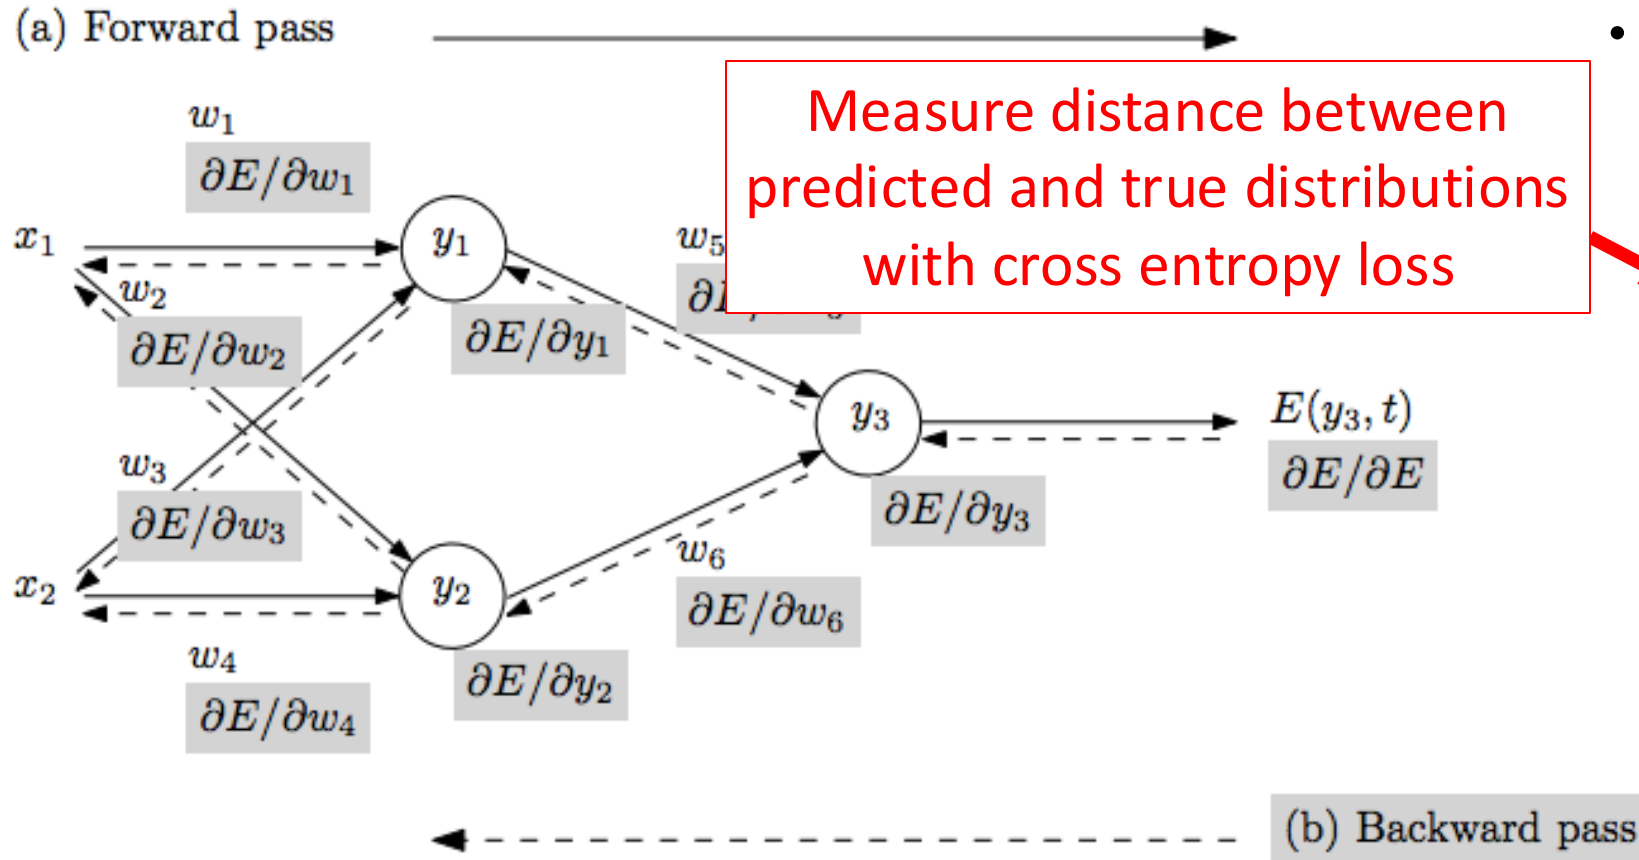 (a) Forward pass
•
Measure distance between
predicted and true distributions
with cross entropy loss
w₁
∂E/∂w₁
x₁
y₁
w₅
w₂
∂E/∂w₂
∂E/∂y₁
y₃
E(y₃, t)
∂E/∂E
w₃
∂E/∂w₃
∂E/∂y₃
x₂
y₂
w₆
∂E/∂w₆
w₄
∂E/∂w₄
∂E/∂y₂
(b) Backward pass